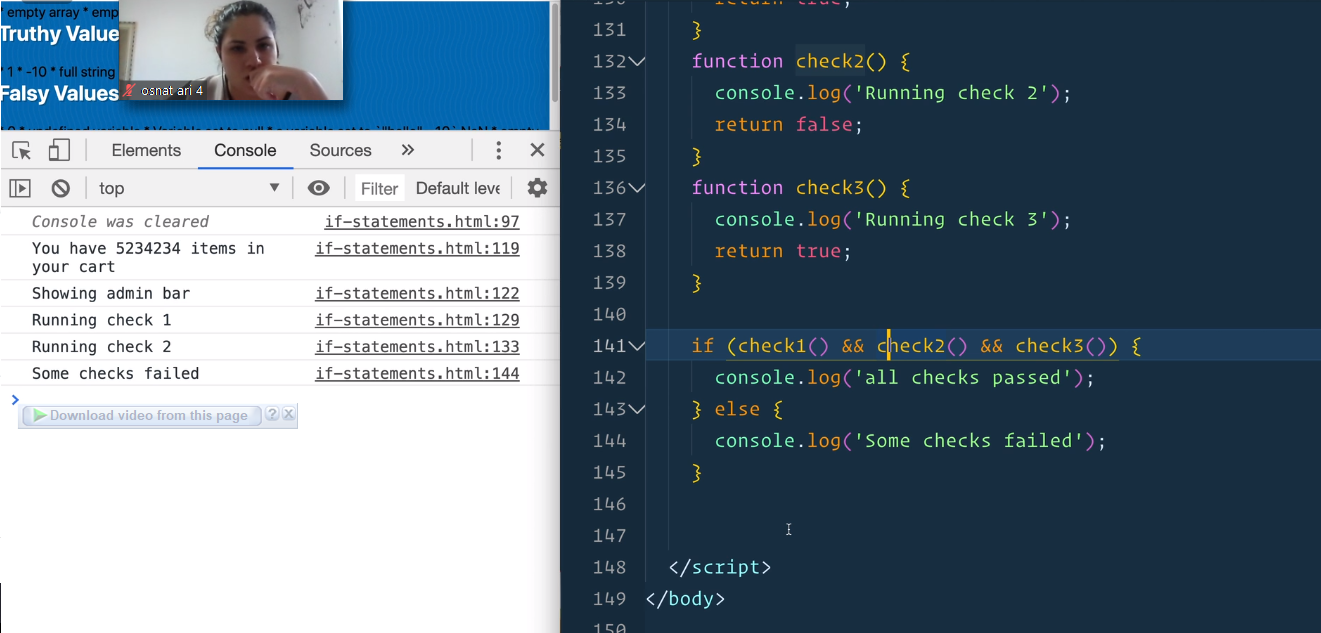 * empty array * emp
Truthy Value
* 1 * -10 * full string
Falsy Values
osnat ari 4
Elements Console Sources »
top Filter Default leve
Console was cleared if-statements.html:97
You have 5234234 items in if-statements.html:119
your cart
Showing admin bar if-statements.html:122
Running check 1 if-statements.html:129
Running check 2 if-statements.html:133
Some checks failed if-statements.html:144
>
Download video from this page ? x
130 return true;
131 }
132 function check2() {
133 console.log('Running check 2');
134 return false;
135 }
136 function check3() {
137 console.log('Running check 3');
138 return true;
139 }
140
141 if (check1() && check2() && check3()) {
142 console.log('all checks passed');
143 } else {
144 console.log('Some checks failed');
145 }
146
147
148 </script>
149 </body>
150